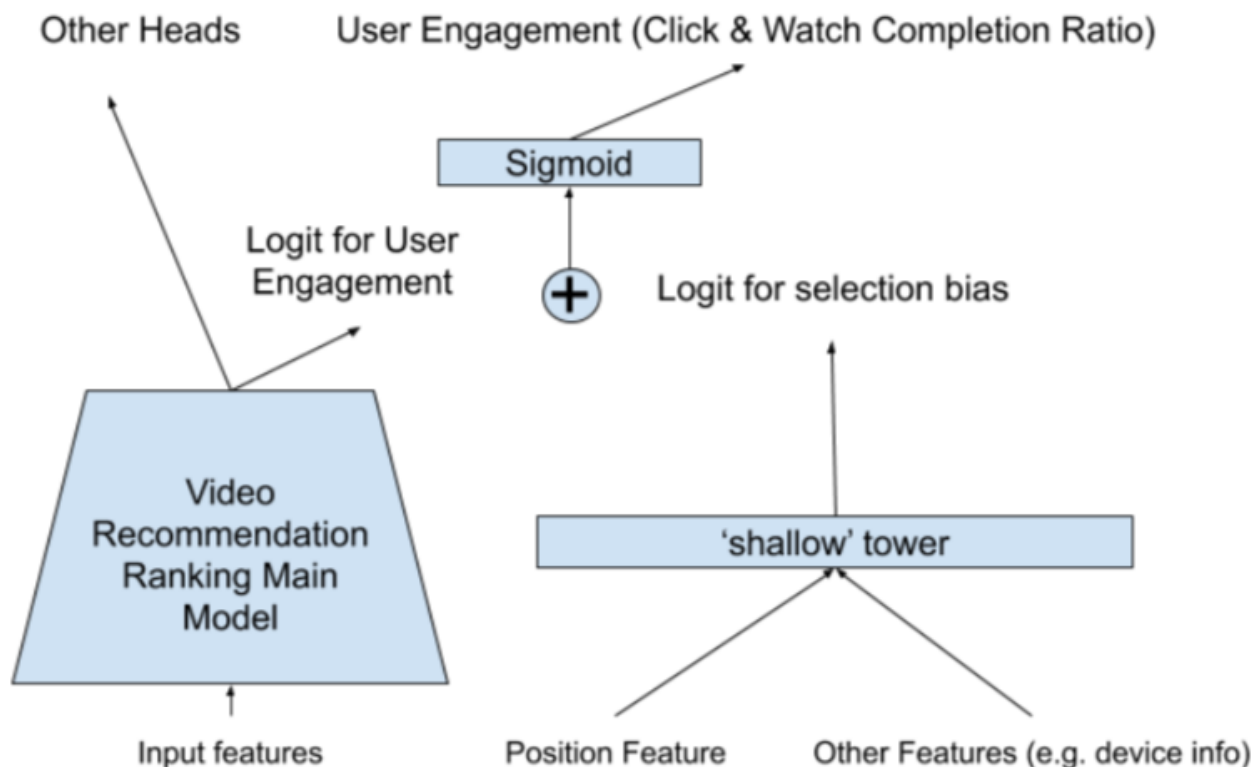 Other Heads
User Engagement (Click & Watch Completion Ratio)
Sigmoid
Logit for User
Engagement
+
Logit for selection bias
Video
Recommendation
Ranking Main
Model
‘shallow’ tower
Input features
Position Feature
Other Features (e.g. device info)